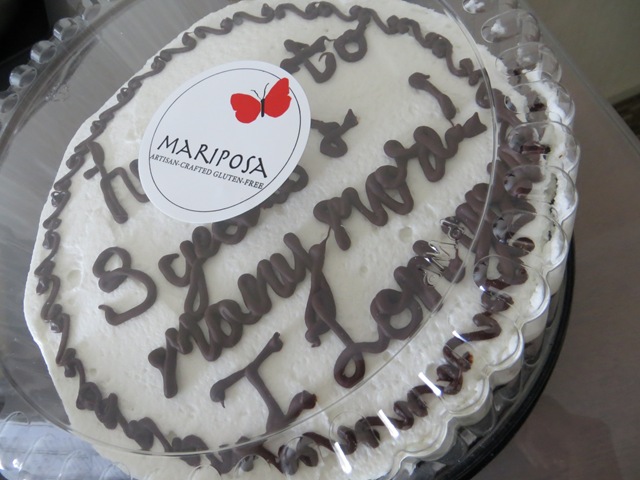 to
MARIPOSA
ARTISAN-CRAFTED GLUTEN-FREE
3 years
many more!
I Love